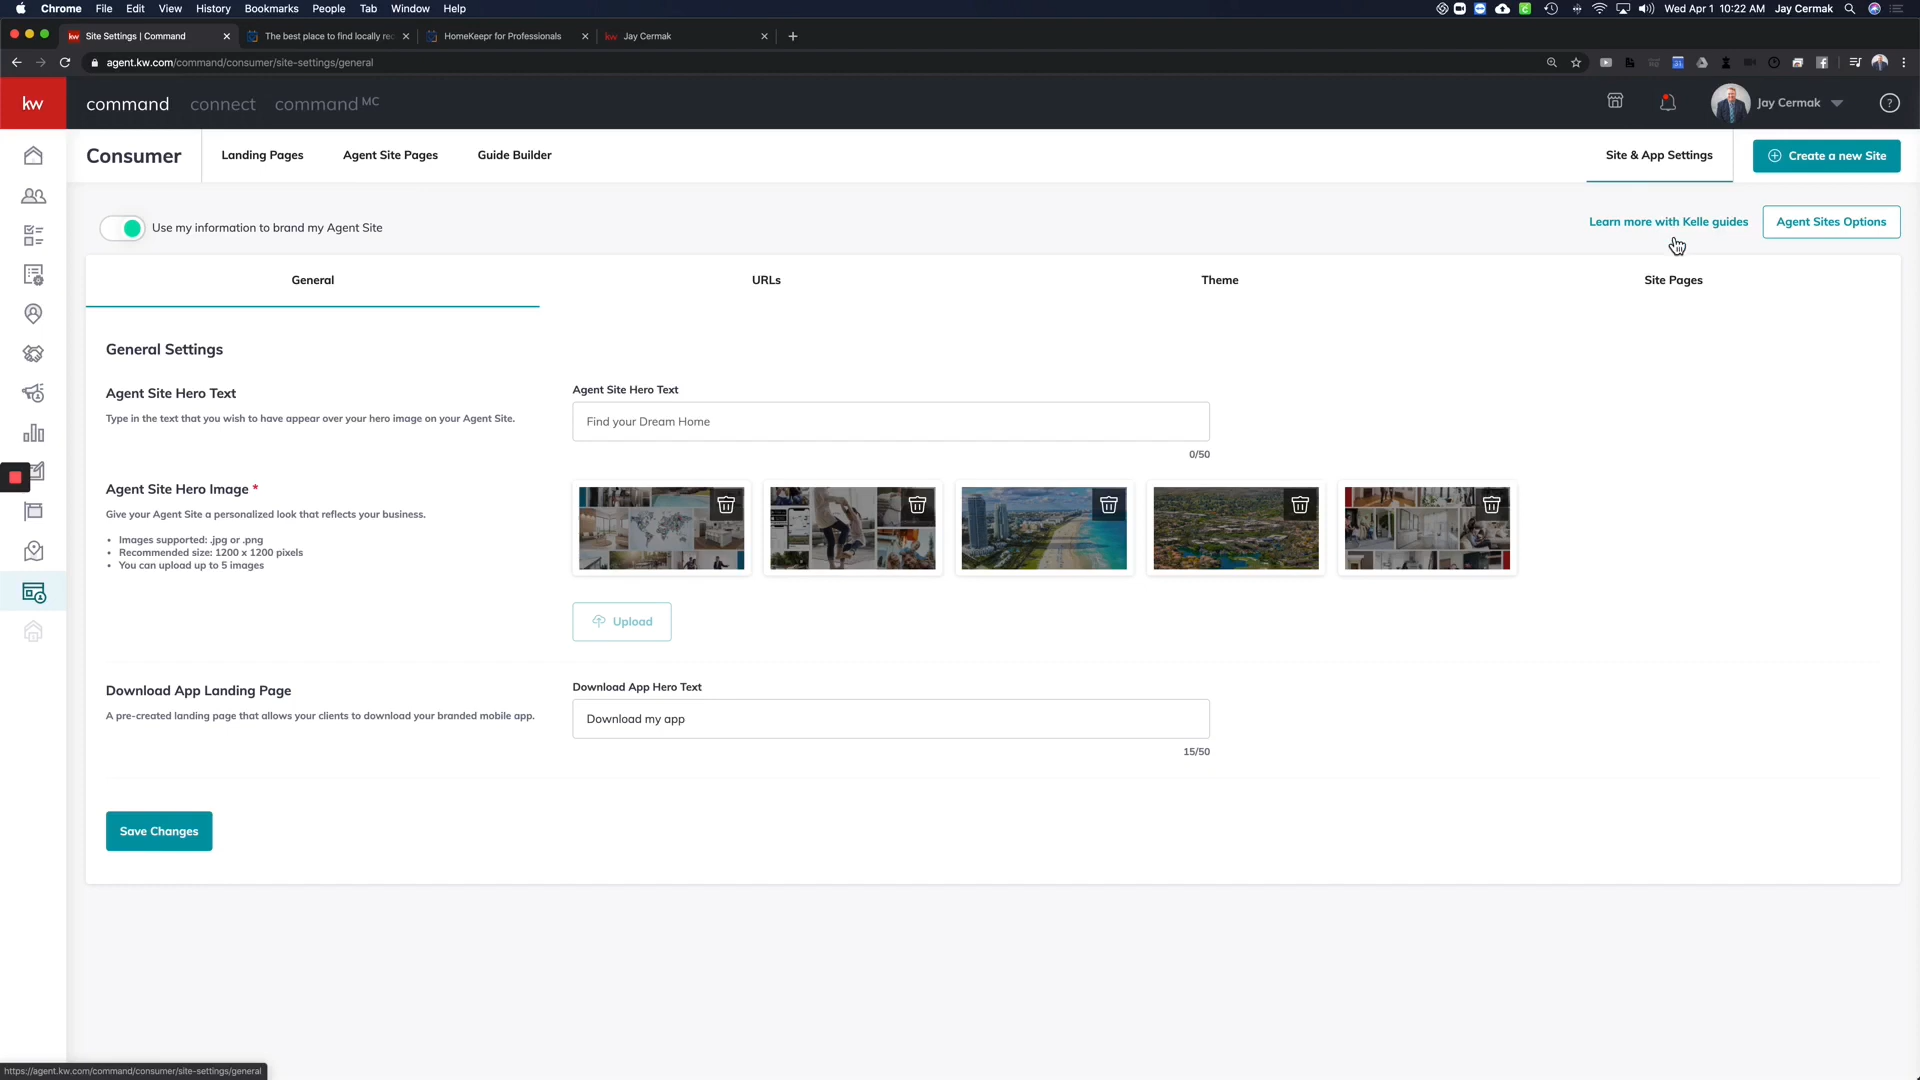 Chrome File Edit View History Bookmarks People Tab Window Help
Wed Apr 1 10:22 AM Jay Cermak
Site Settings | Command
The best place to find locally rec
HomeKeepr for Professionals
kw Jay Cermak
agent.kw.com/command/consumer/site-settings/general
kw
command connect command MC
Jay Cermak
Consumer
Landing Pages
Agent Site Pages
Guide Builder
Site & App Settings
Create a new Site
Use my information to brand my Agent Site
Learn more with Kelle guides
Agent Sites Options
General
URLs
Theme
Site Pages
General Settings
Agent Site Hero Text
Type in the text that you wish to have appear over your hero image on your Agent Site.
Agent Site Hero Text
Find your Dream Home
0/50
Agent Site Hero Image *
Give your Agent Site a personalized look that reflects your business.
• Images supported: .jpg or .png
• Recommended size: 1200 x 1200 pixels
• You can upload up to 5 images
Upload
Download App Landing Page
A pre-created landing page that allows your clients to download your branded mobile app.
Download App Hero Text
Download my app
15/50
Save Changes
https://agent.kw.com/command/consumer/site-settings/general